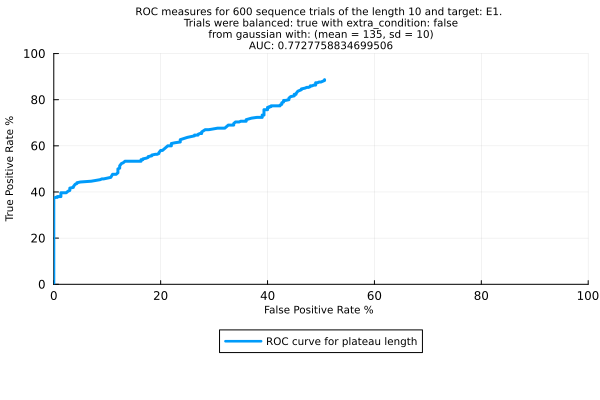 ROC measures for 600 sequence trials of the length 10 and target: E1.
Trials were balanced: true with extra_condition: false
from gaussian with: (mean = 135, sd = 10)
AUC: 0.7727758834699506
100
80
60
40
20
0
True Positive Rate %
0 20 40 60 80 100
False Positive Rate %
ROC curve for plateau length